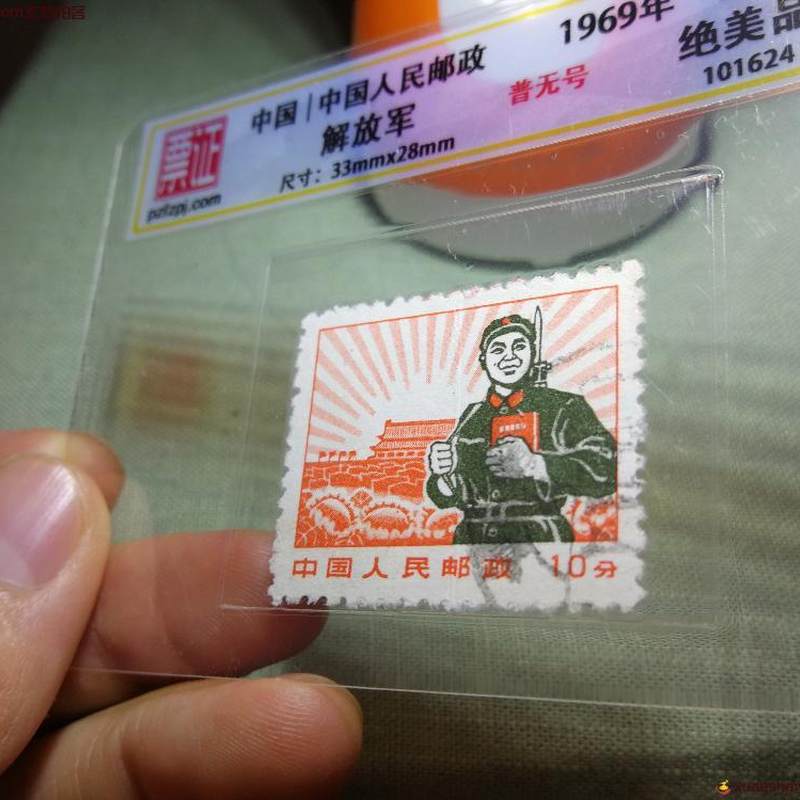 中国 | 中国人民邮政
1969年
绝美品
解放军
普无号
101624
尺寸：33mmx28mm
票证
pzfzpj.com
中国人民邮政 10分